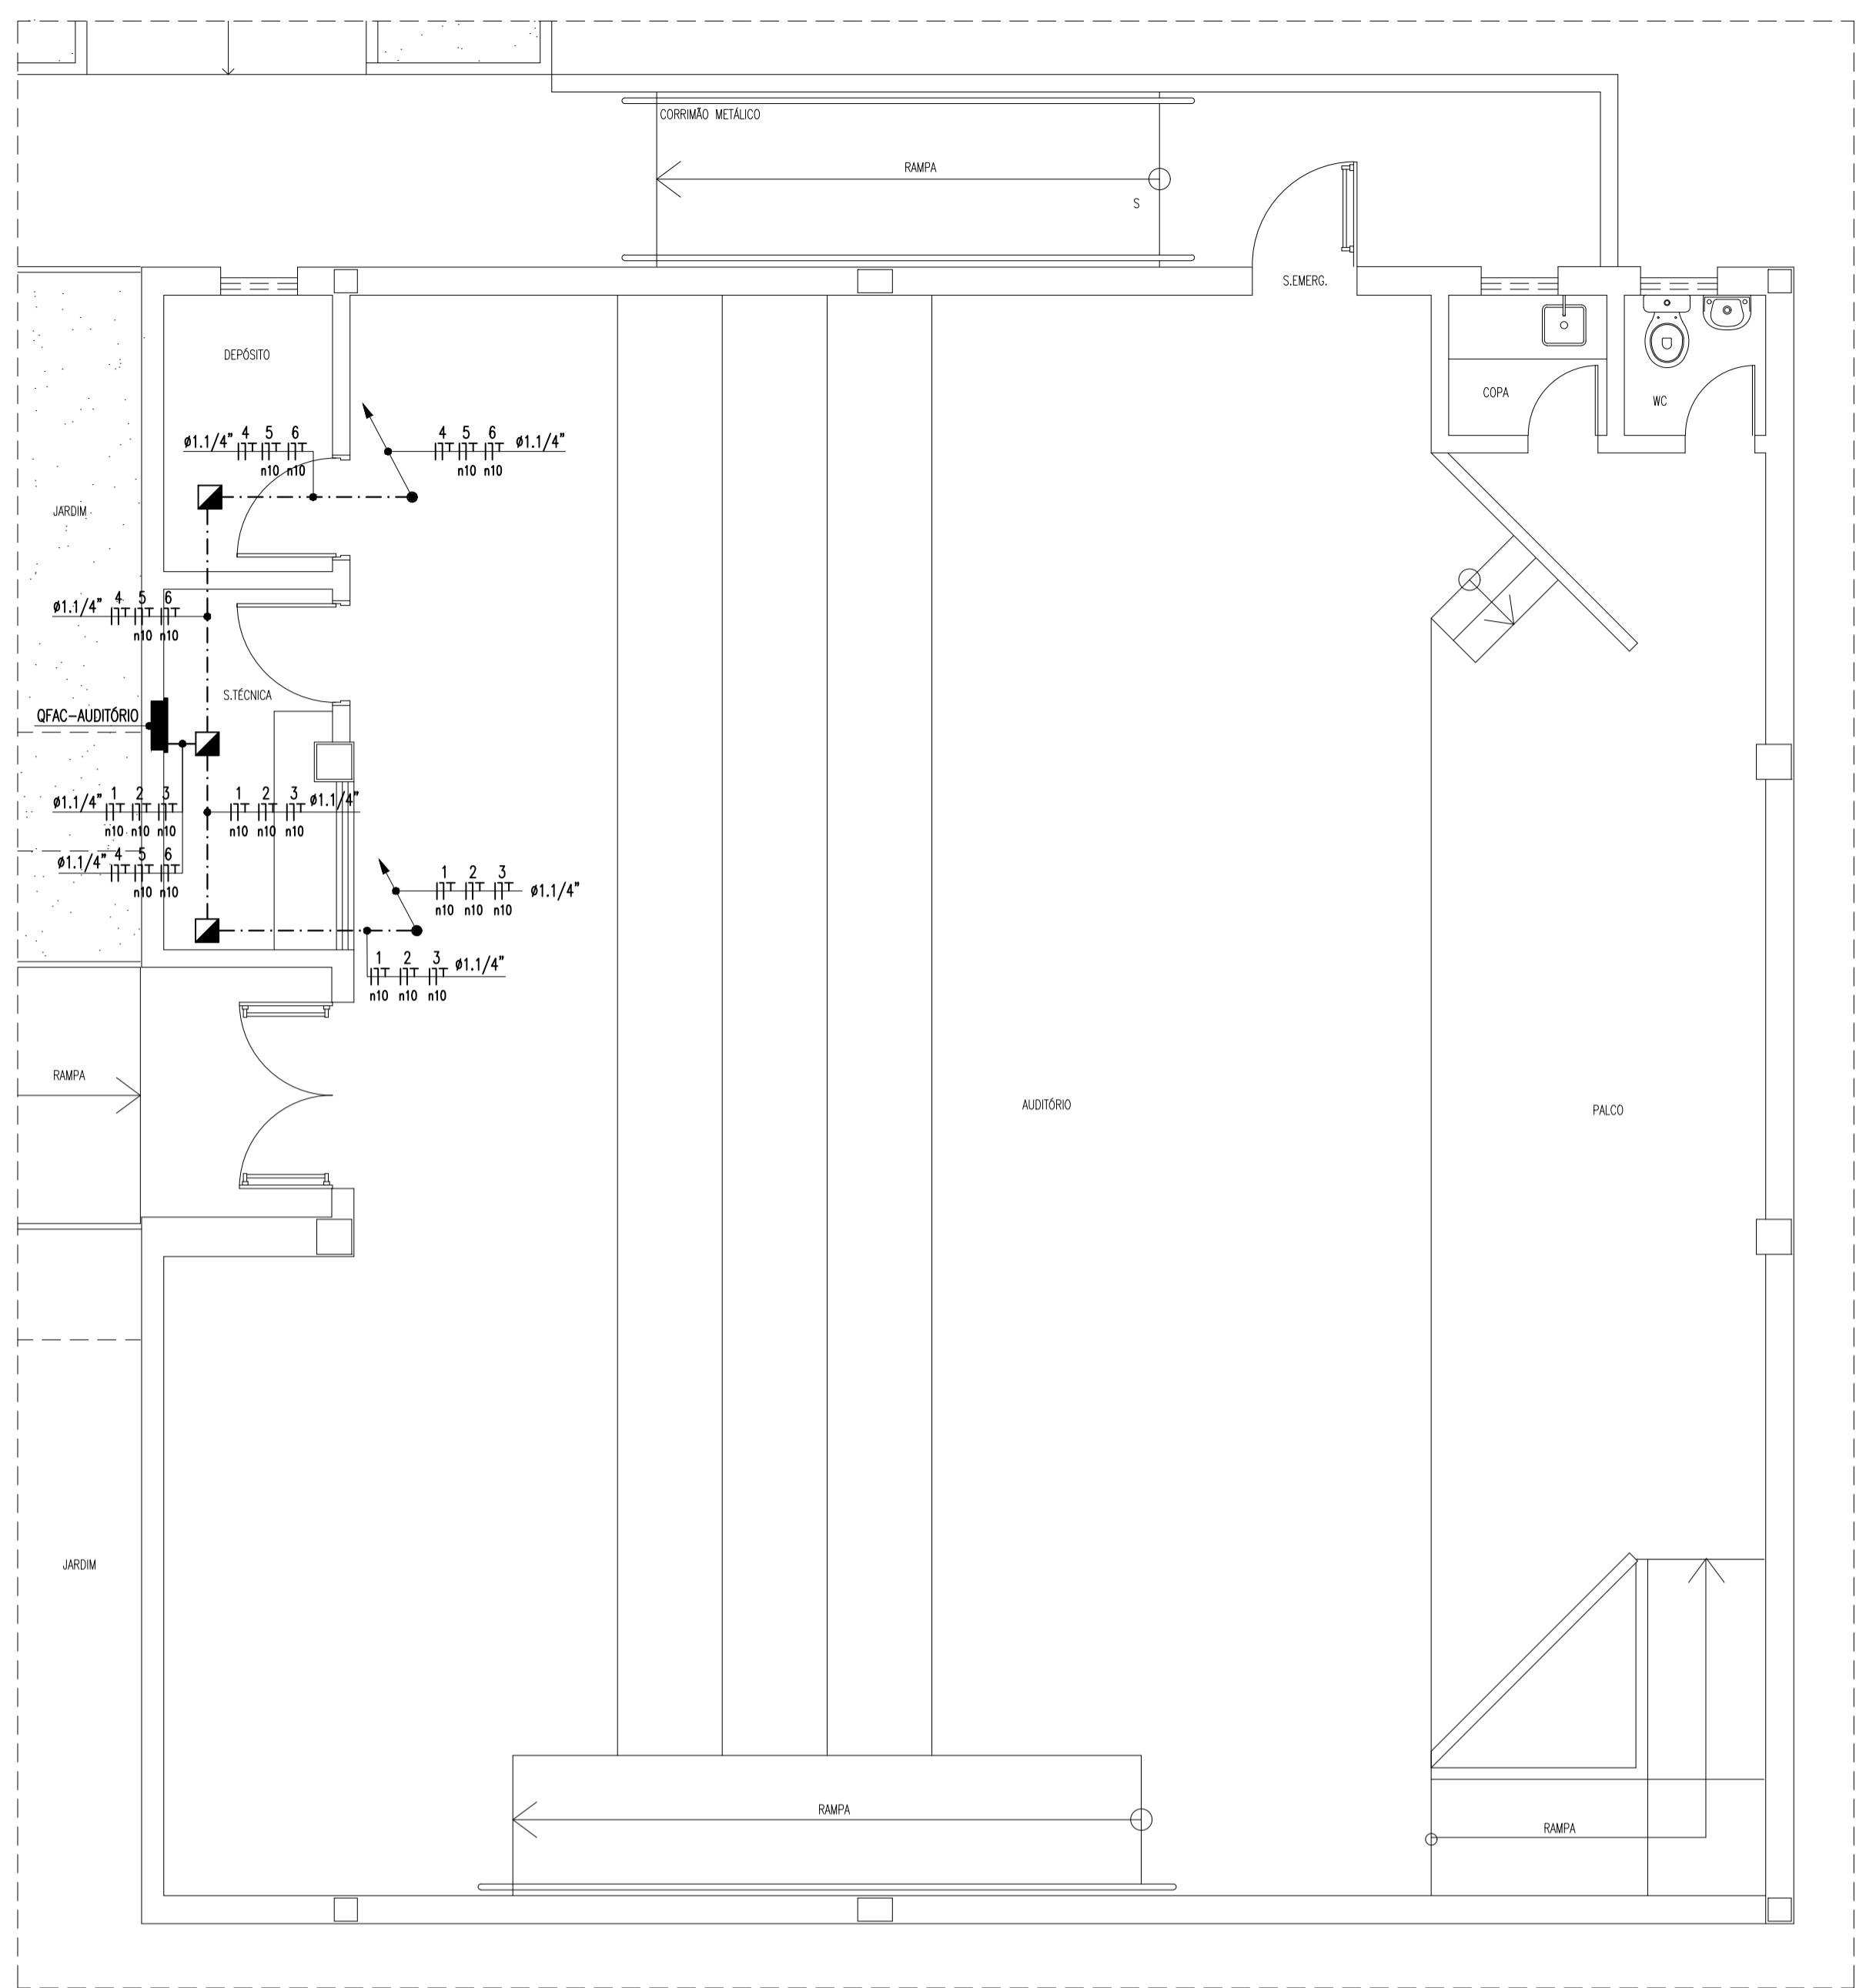 CORRIMÃO METÁLICO
RAMPA
S
S.EMERG.
DEPÓSITO
COPA
WC
ø1.1/4" 4 5 6
n10 n10
4 5 6 ø1.1/4"
n10 n10
JARDIM
ø1.1/4" 4 5 6
n10 n10
S.TÉCNICA
QFAC-AUDITÓRIO
ø1.1/4" 1 2 3
n10 n10 n10
1 2 3 ø1.1/4"
n10 n10 n10
ø1.1/4" 4 5 6
n10 n10
1 2 3 ø1.1/4"
n10 n10 n10
1 2 3 ø1.1/4"
n10 n10 n10
RAMPA
AUDITÓRIO
PALCO
JARDIM
RAMPA
RAMPA